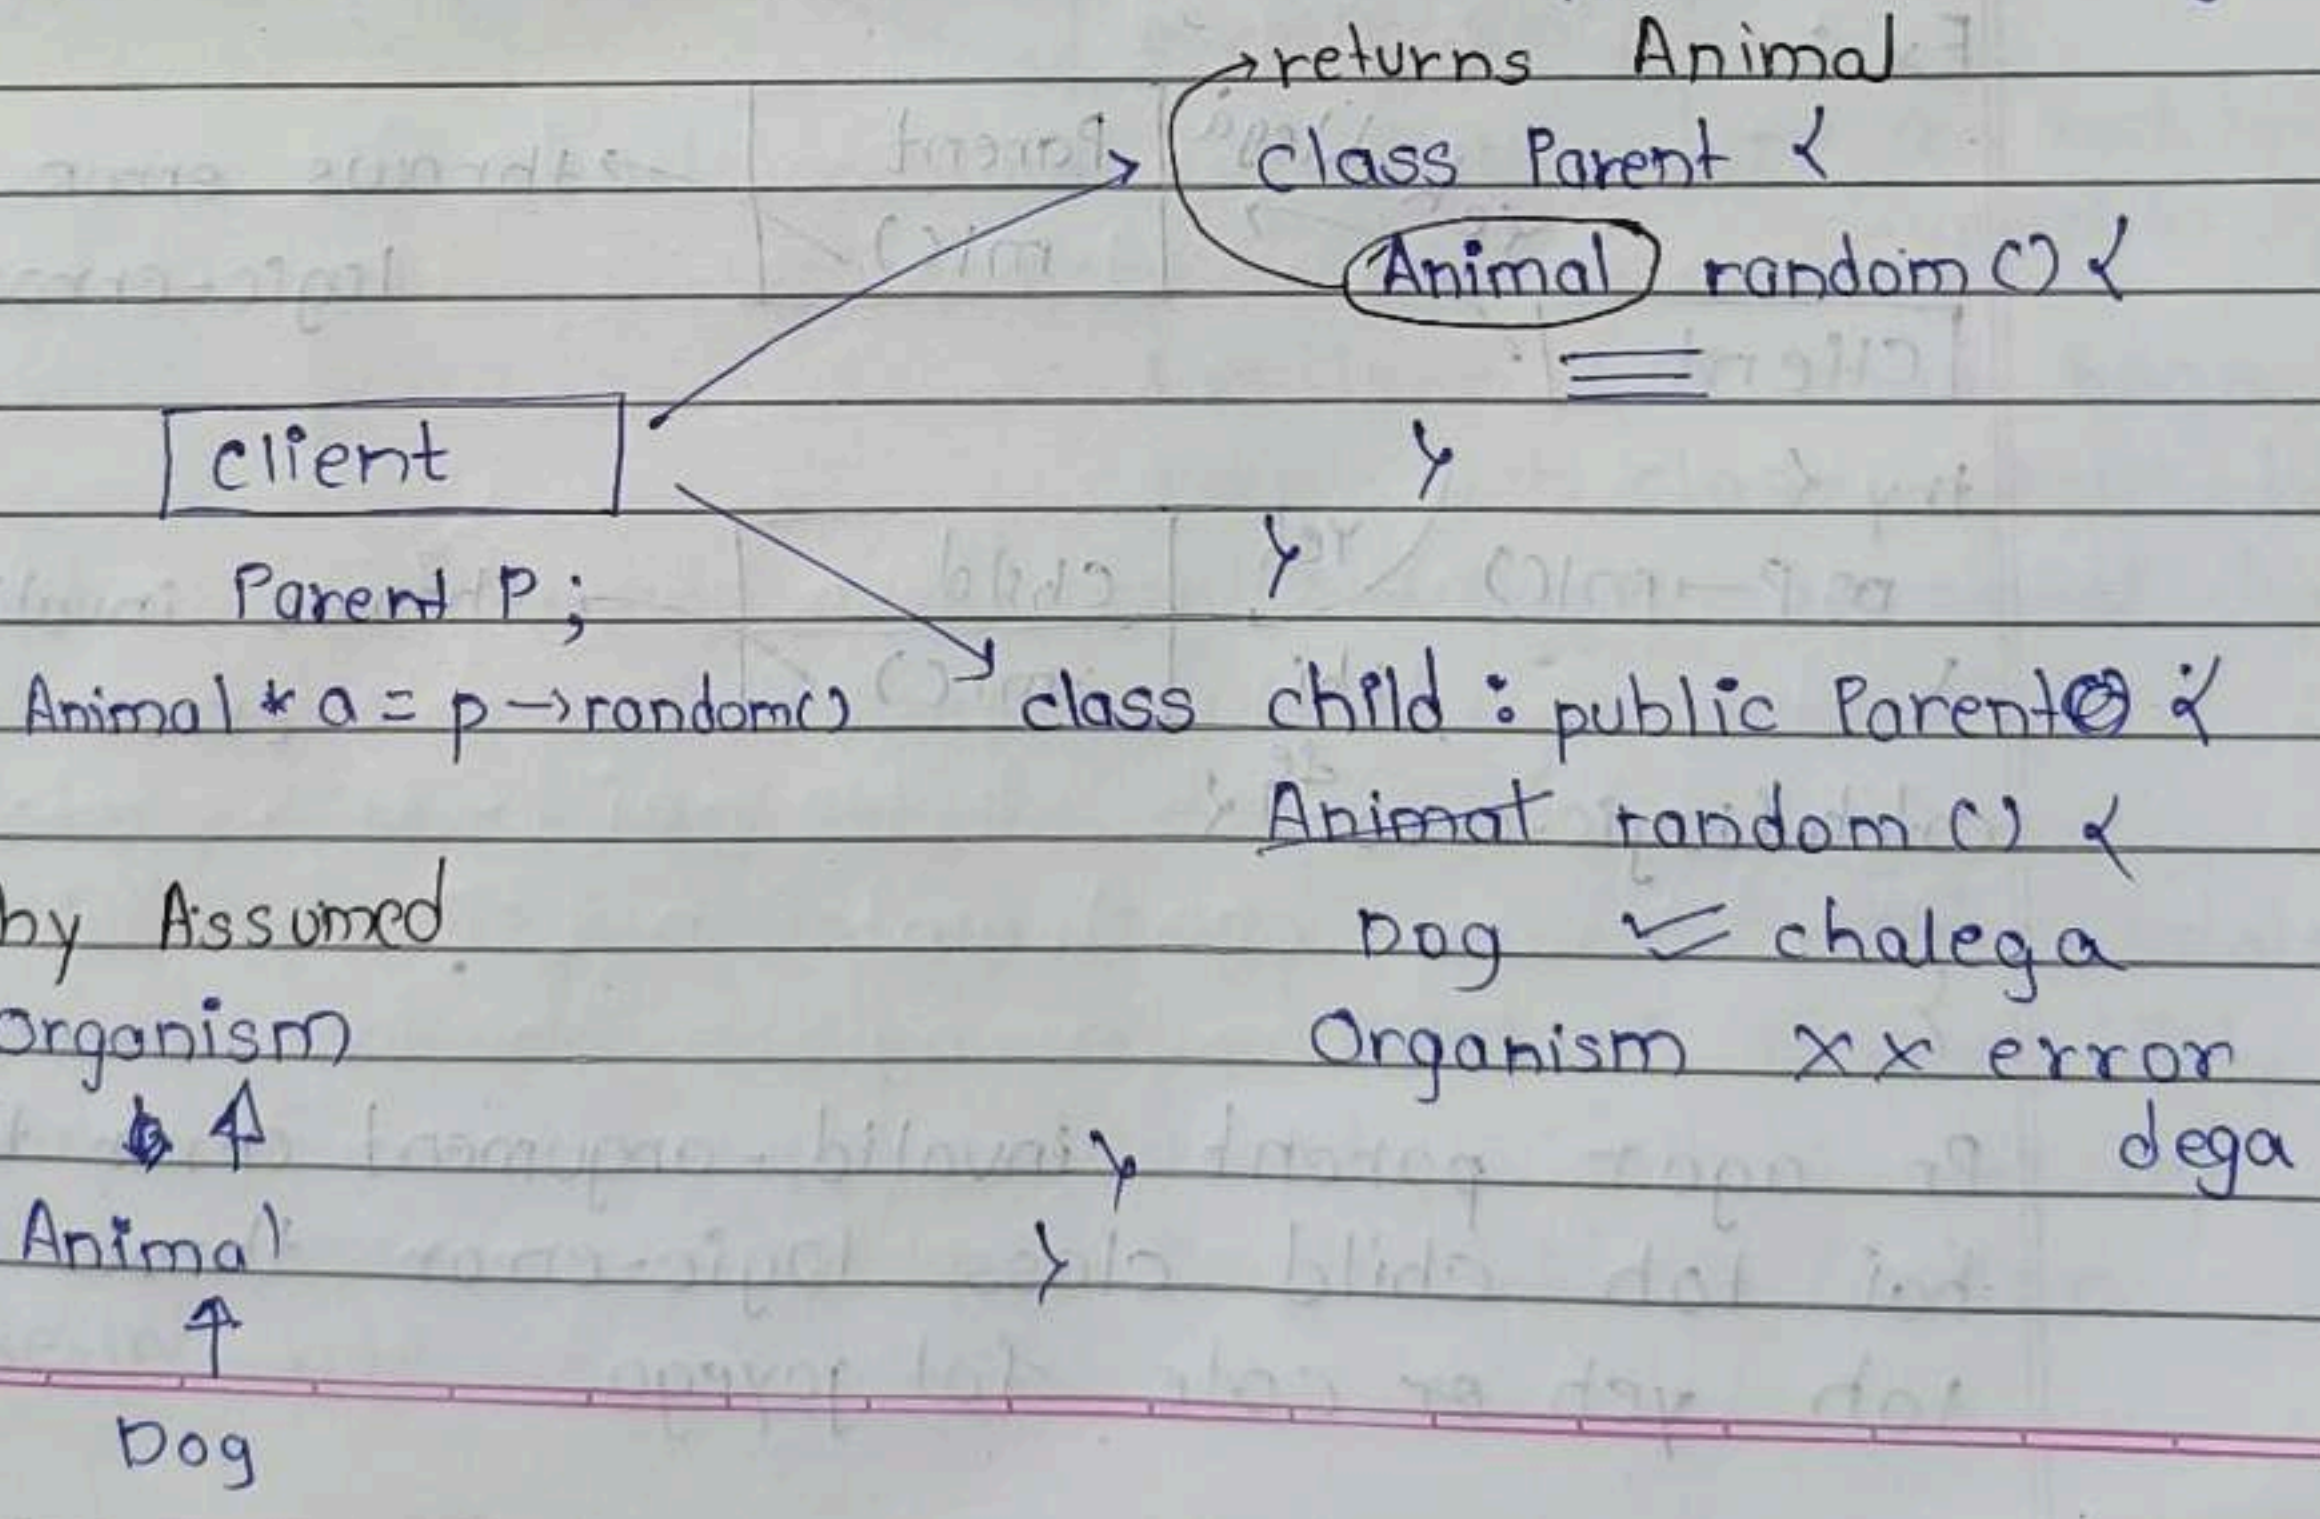 returns Animal
class Parent {
Animal random () {
}
}
client
Parent P ;
Animal * a = p → random()
class child : public Parent {
Animal random () {
Dog chalega
Organism xx error
dega
}
}
by Assumed
Organism
Animal
Dog